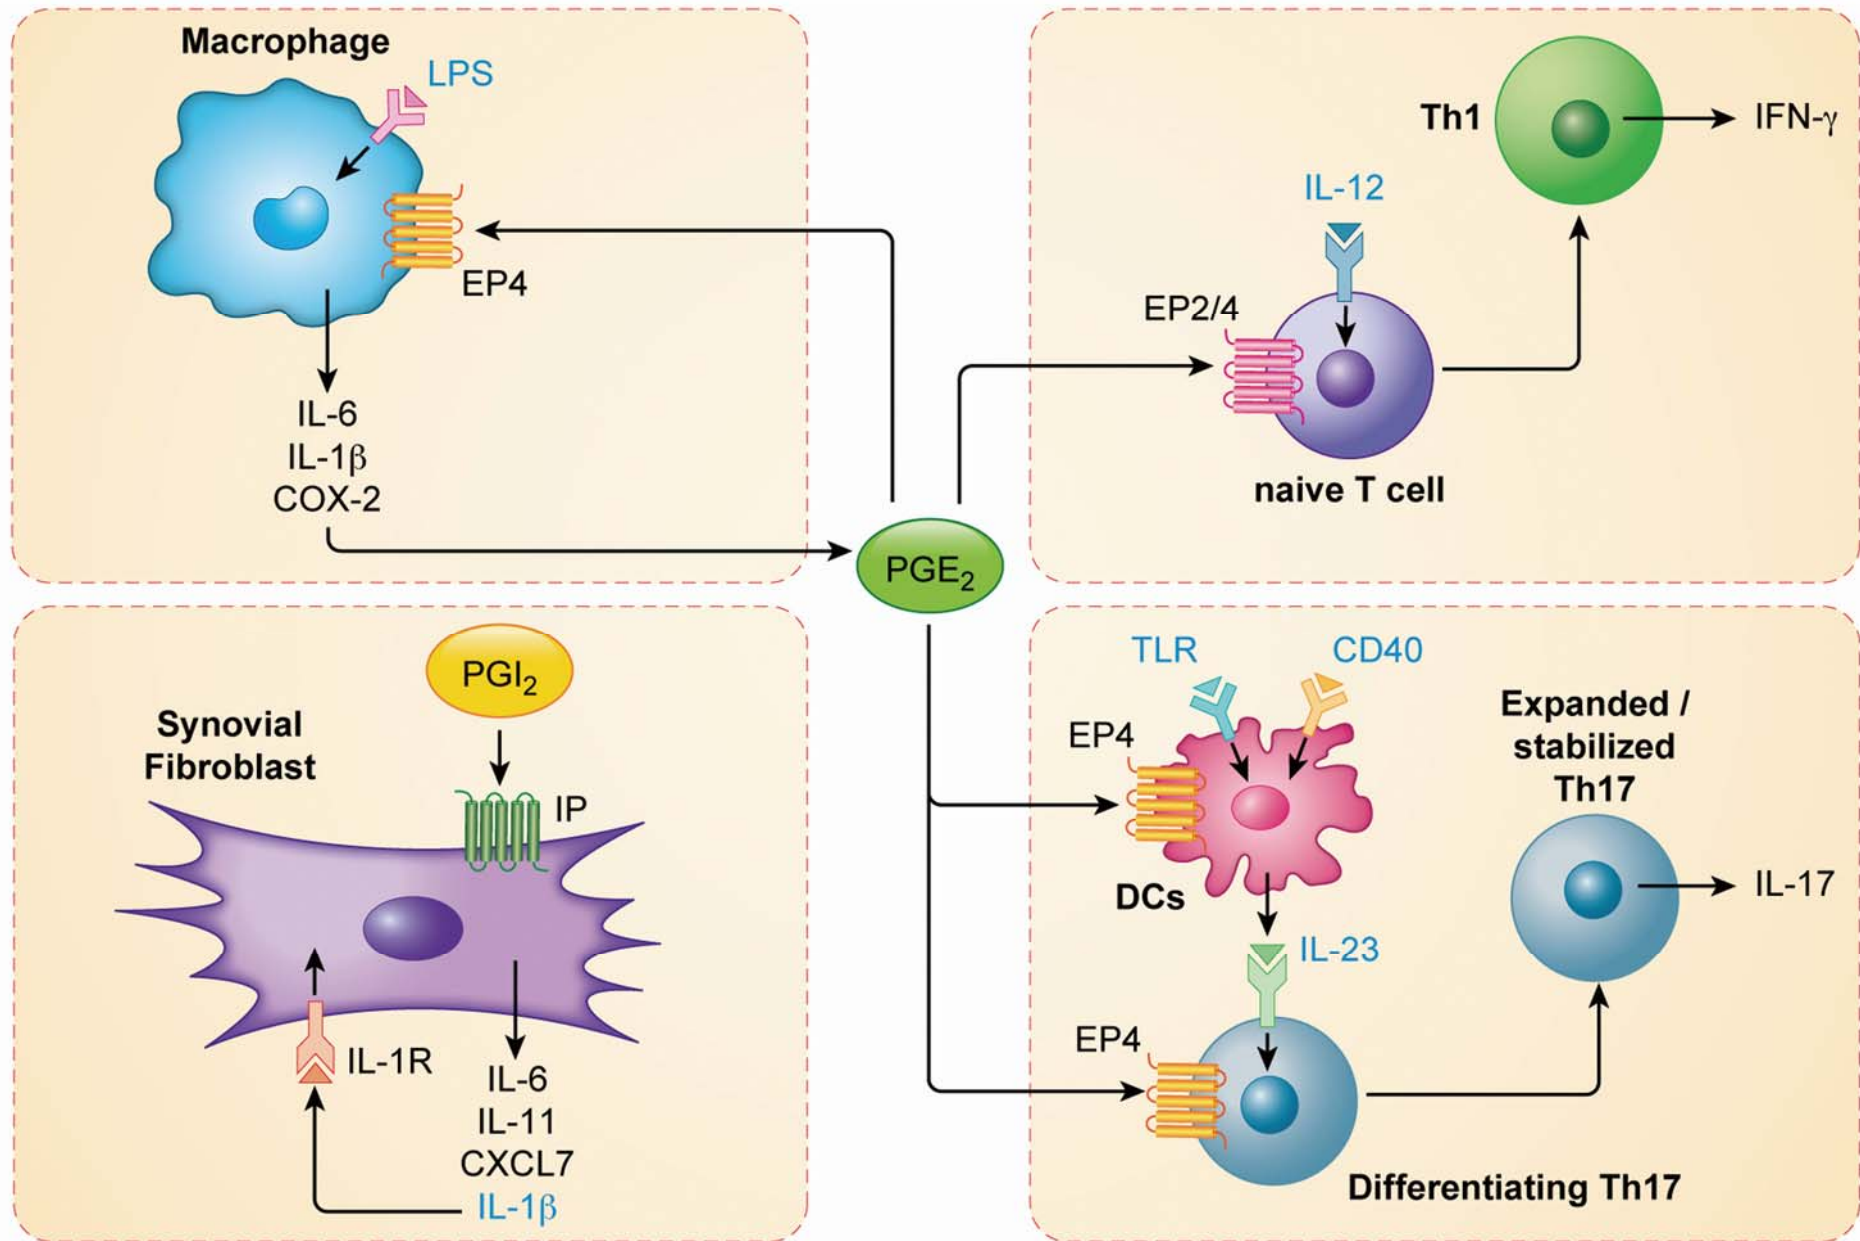 Macrophage
LPS
EP4
IL-6
IL-1β
COX-2
PGE₂
Th1
IFN-γ
IL-12
EP2/4
naive T cell
PGI₂
Synovial
Fibroblast
IP
IL-1R
IL-6
IL-11
CXCL7
IL-1β
TLR
CD40
EP4
DCs
IL-23
EP4
Differentiating Th17
Expanded /
stabilized
Th17
IL-17